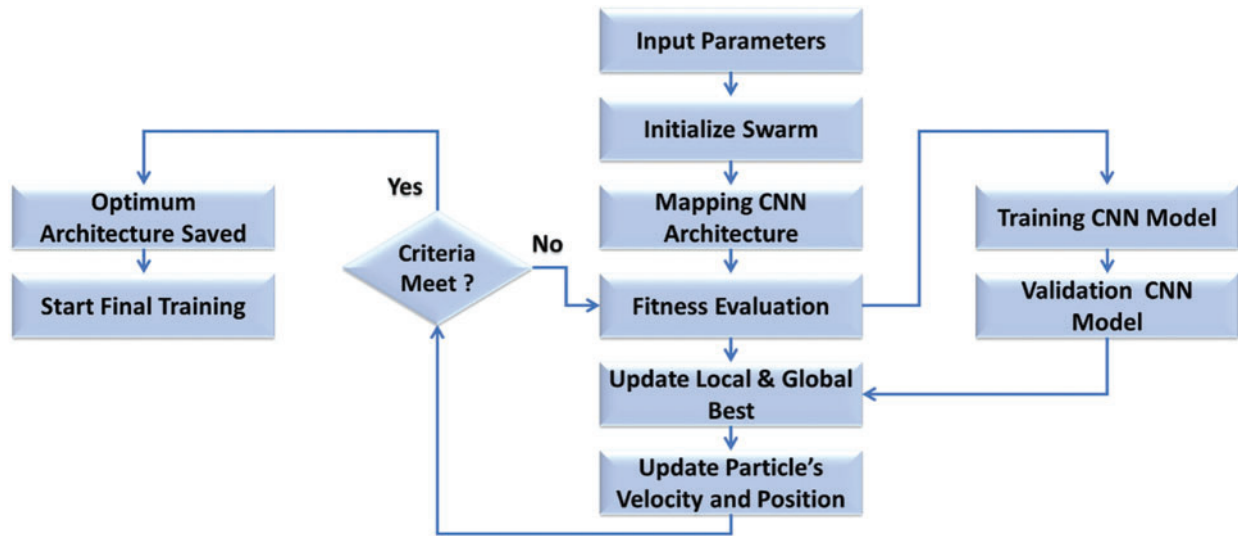 Input Parameters
Initialize Swarm
Mapping CNN
Architecture
Fitness Evaluation
Update Local & Global
Best
Update Particle's
Velocity and Position
Training CNN Model
Validation CNN
Model
Criteria
Meet ?
Yes
No
Optimum
Architecture Saved
Start Final Training